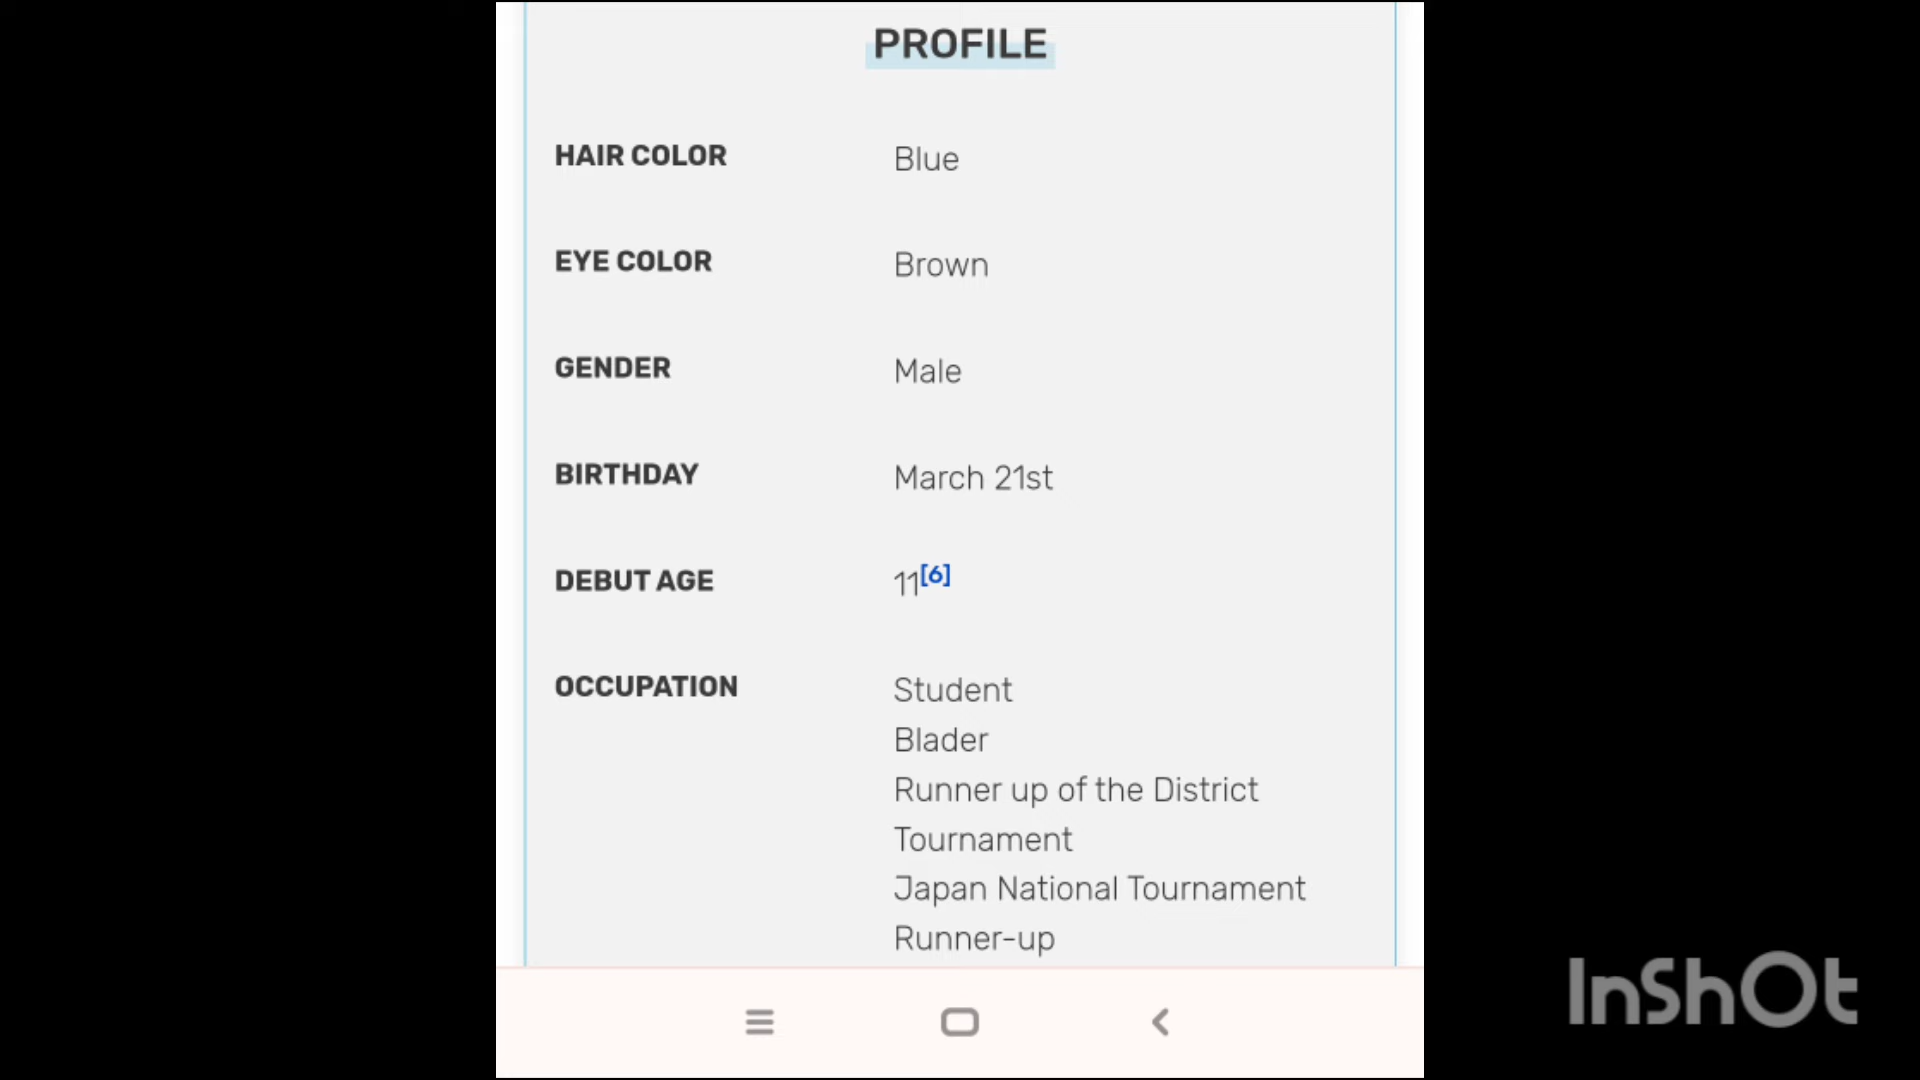 PROFILE
HAIR COLOR Blue
EYE COLOR Brown
GENDER Male
BIRTHDAY March 21st
DEBUT AGE 11[6]
OCCUPATION Student
Blader
Runner up of the District
Tournament
Japan National Tournament
Runner-up
InShOt